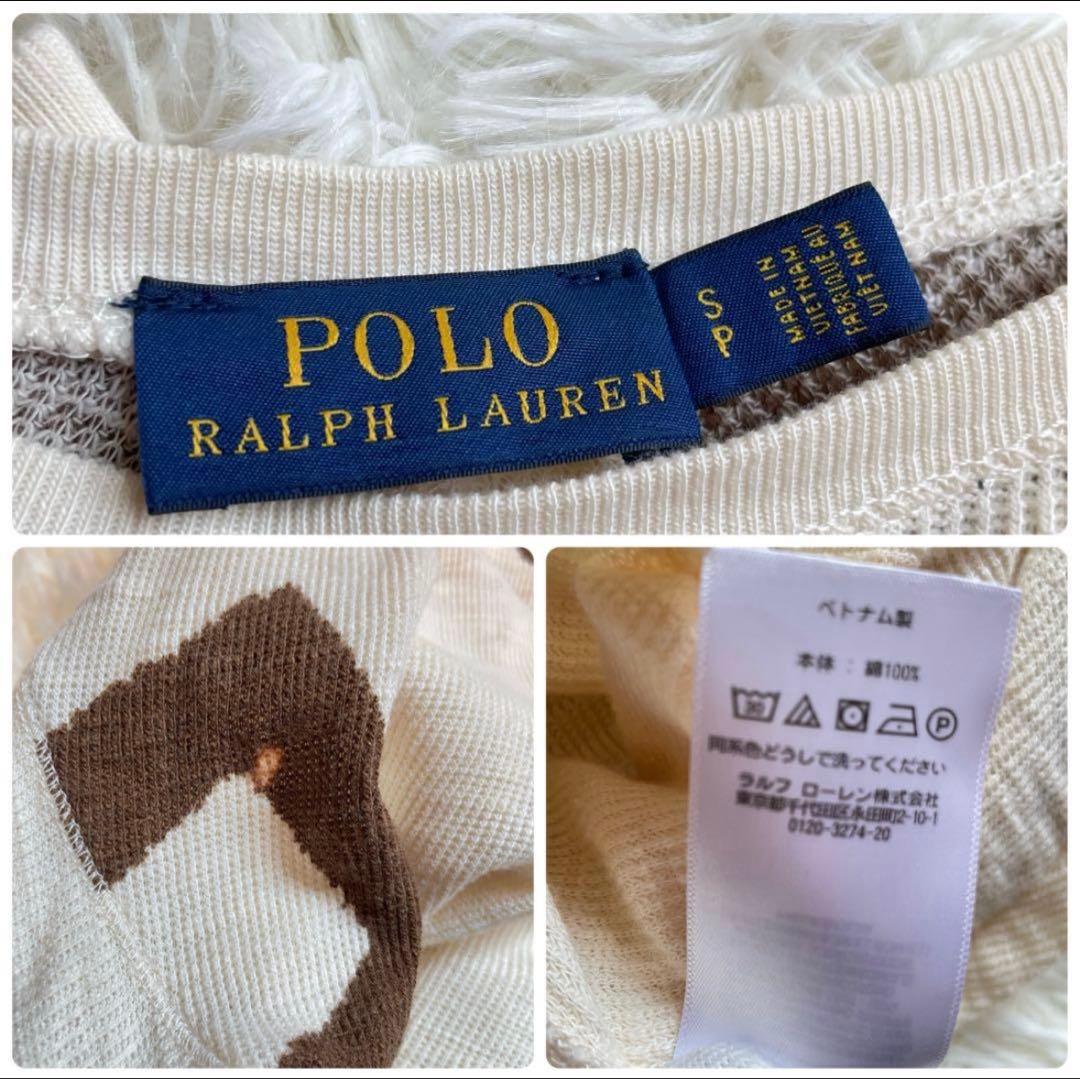 POLO
RALPH LAUREN
S
P
MADE IN
VIETNAM
FABRIQUÉ AU
VIÊTNAM
ベトナム製
本体 : 綿100%
30
P
同系色どうしで洗ってください
ラルフ ローレン株式会社
東京都千代田区永田町2-10-1
0120-3274-20